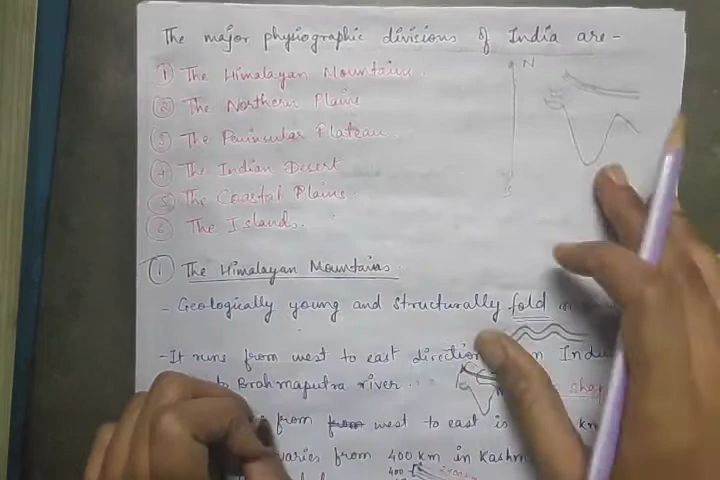 The major physiographic divisions of India are -
① The Himalayan Mountains.
② The Northern Plains
③ The Peninsular Plateau.
④ The Indian Desert
⑤ The Coastal Plains.
⑥ The Islands.
N
S
① The Himalayan Mountains
- Geologically young and structurally fold
- It runs from west to east direction
to Brahmaputra river.
from west to east is
varies from 400 km in Kashm
400